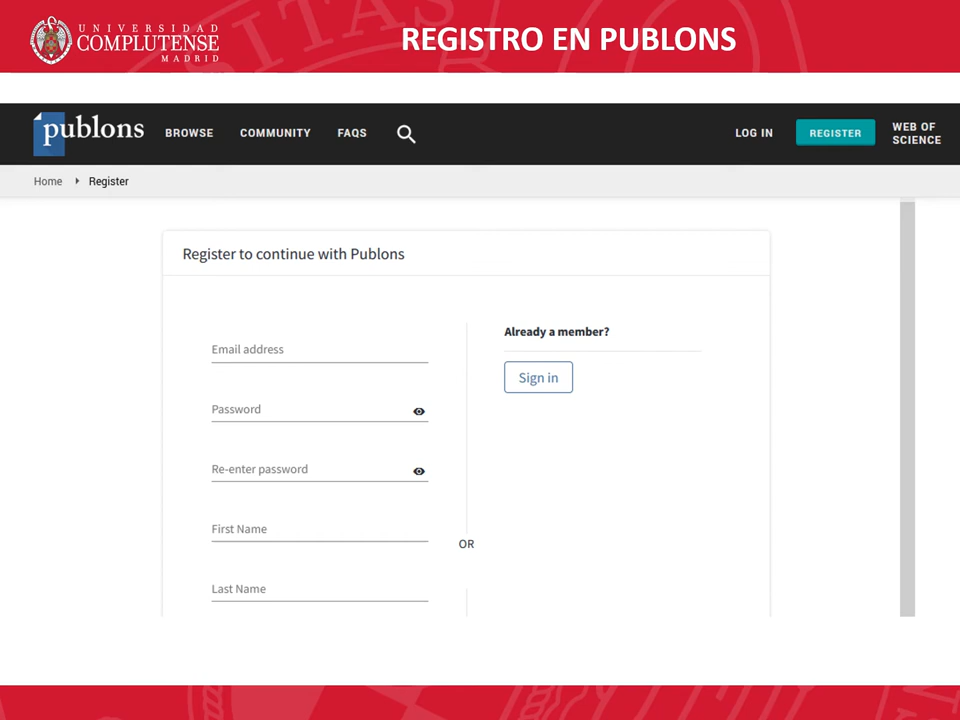 UNIVERSIDAD
COMPLUTENSE
MADRID
REGISTRO EN PUBLONS
publons
BROWSE
COMMUNITY
FAQS
LOG IN
REGISTER
WEB OF
SCIENCE
Home
Register
Register to continue with Publons
Email address
Password
Re-enter password
First Name
Last Name
OR
Already a member?
Sign in